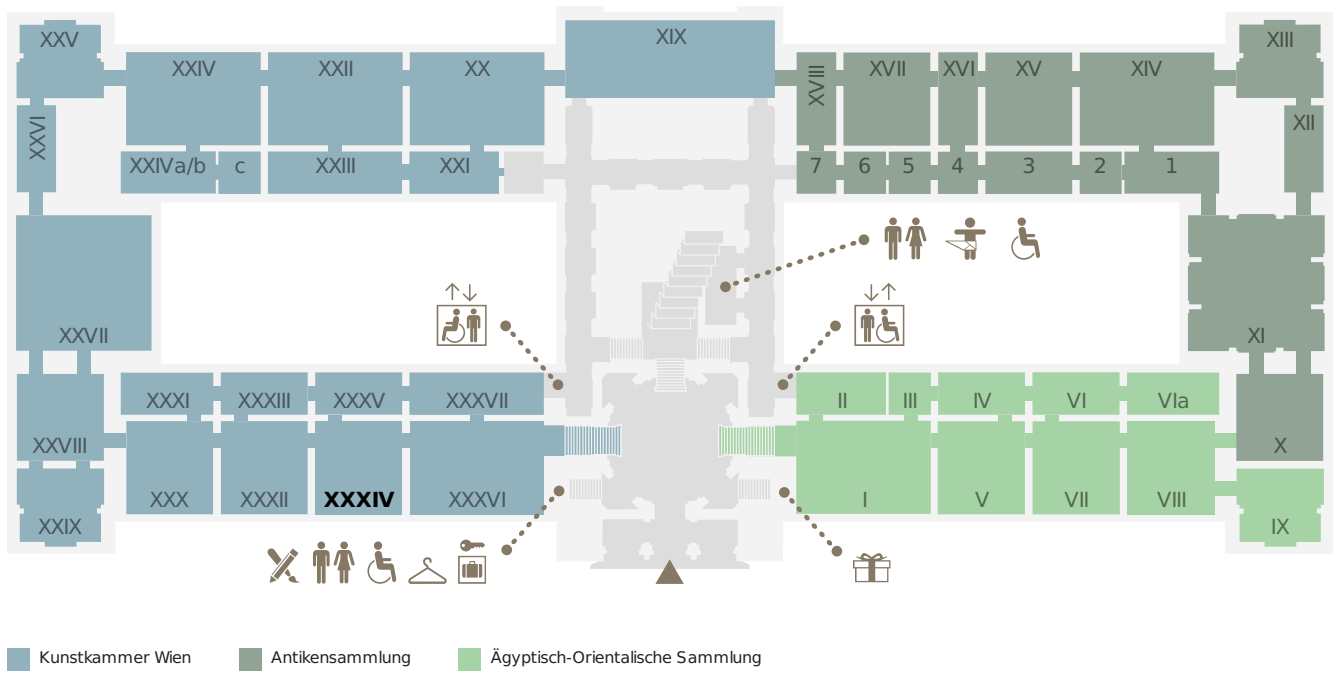 XXV
XIX
XIII
XXIV
XXII
XX
XVIII
XVII
XVI
XV
XIV
XXVI
XII
XXIVa/b
c
XXIII
XXI
7
6
5
4
3
2
1
XXVII
XI
XXXI
XXXIII
XXXV
XXXVII
II
III
IV
VI
VIa
XXVIII
X
XXX
XXXII
XXXIV
XXXVI
I
V
VII
VIII
XXIX
IX
Kunstkammer Wien
Antikensammlung
Ägyptisch-Orientalische Sammlung